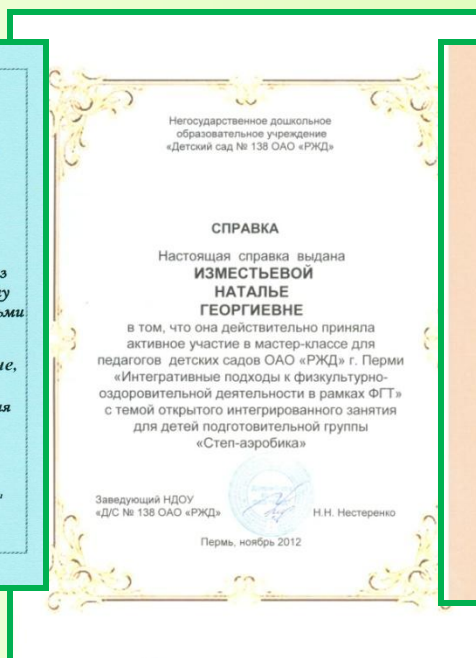 Негосударственное дошкольное
образовательное учреждение
«Детский сад № 138 ОАО «РЖД»
СПРАВКА
Настоящая справка выдана
ИЗМЕСТЬЕВОЙ
НАТАЛЬЕ
ГЕОРГИЕВНЕ
в том, что она действительно приняла
активное участие в мастер-классе для
педагогов детских садов ОАО «РЖД» г. Перми
«Интегративные подходы к физкультурно-
оздоровительной деятельности в рамках ФГТ»
с темой открытого интегрированного занятия
для детей подготовительной группы
«Степ-аэробика»
Заведующий НДОУ
«Д/С № 138 ОАО «РЖД»
Н.Н. Нестеренко
Пермь, ноябрь 2012